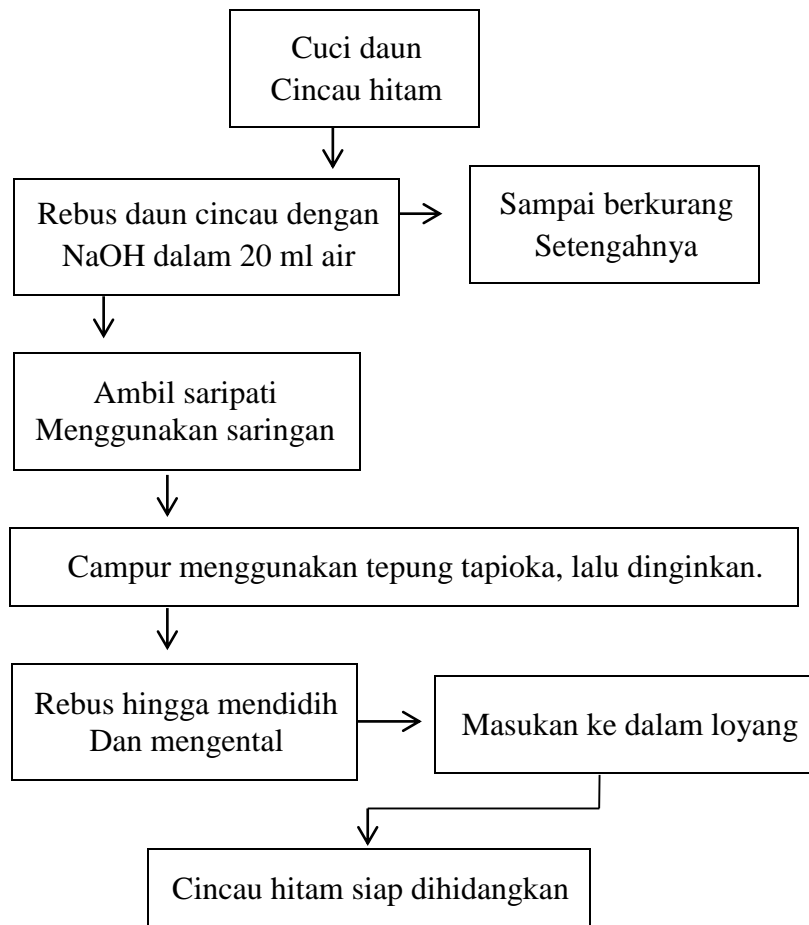 Cuci daun
Cincau hitam
Rebus daun cincau dengan
NaOH dalam 20 ml air
Sampai berkurang
Setengahnya
Ambil saripati
Menggunakan saringan
Campur menggunakan tepung tapioka, lalu dinginkan.
Rebus hingga mendidih
Dan mengental
Masukan ke dalam loyang
Cincau hitam siap dihidangkan